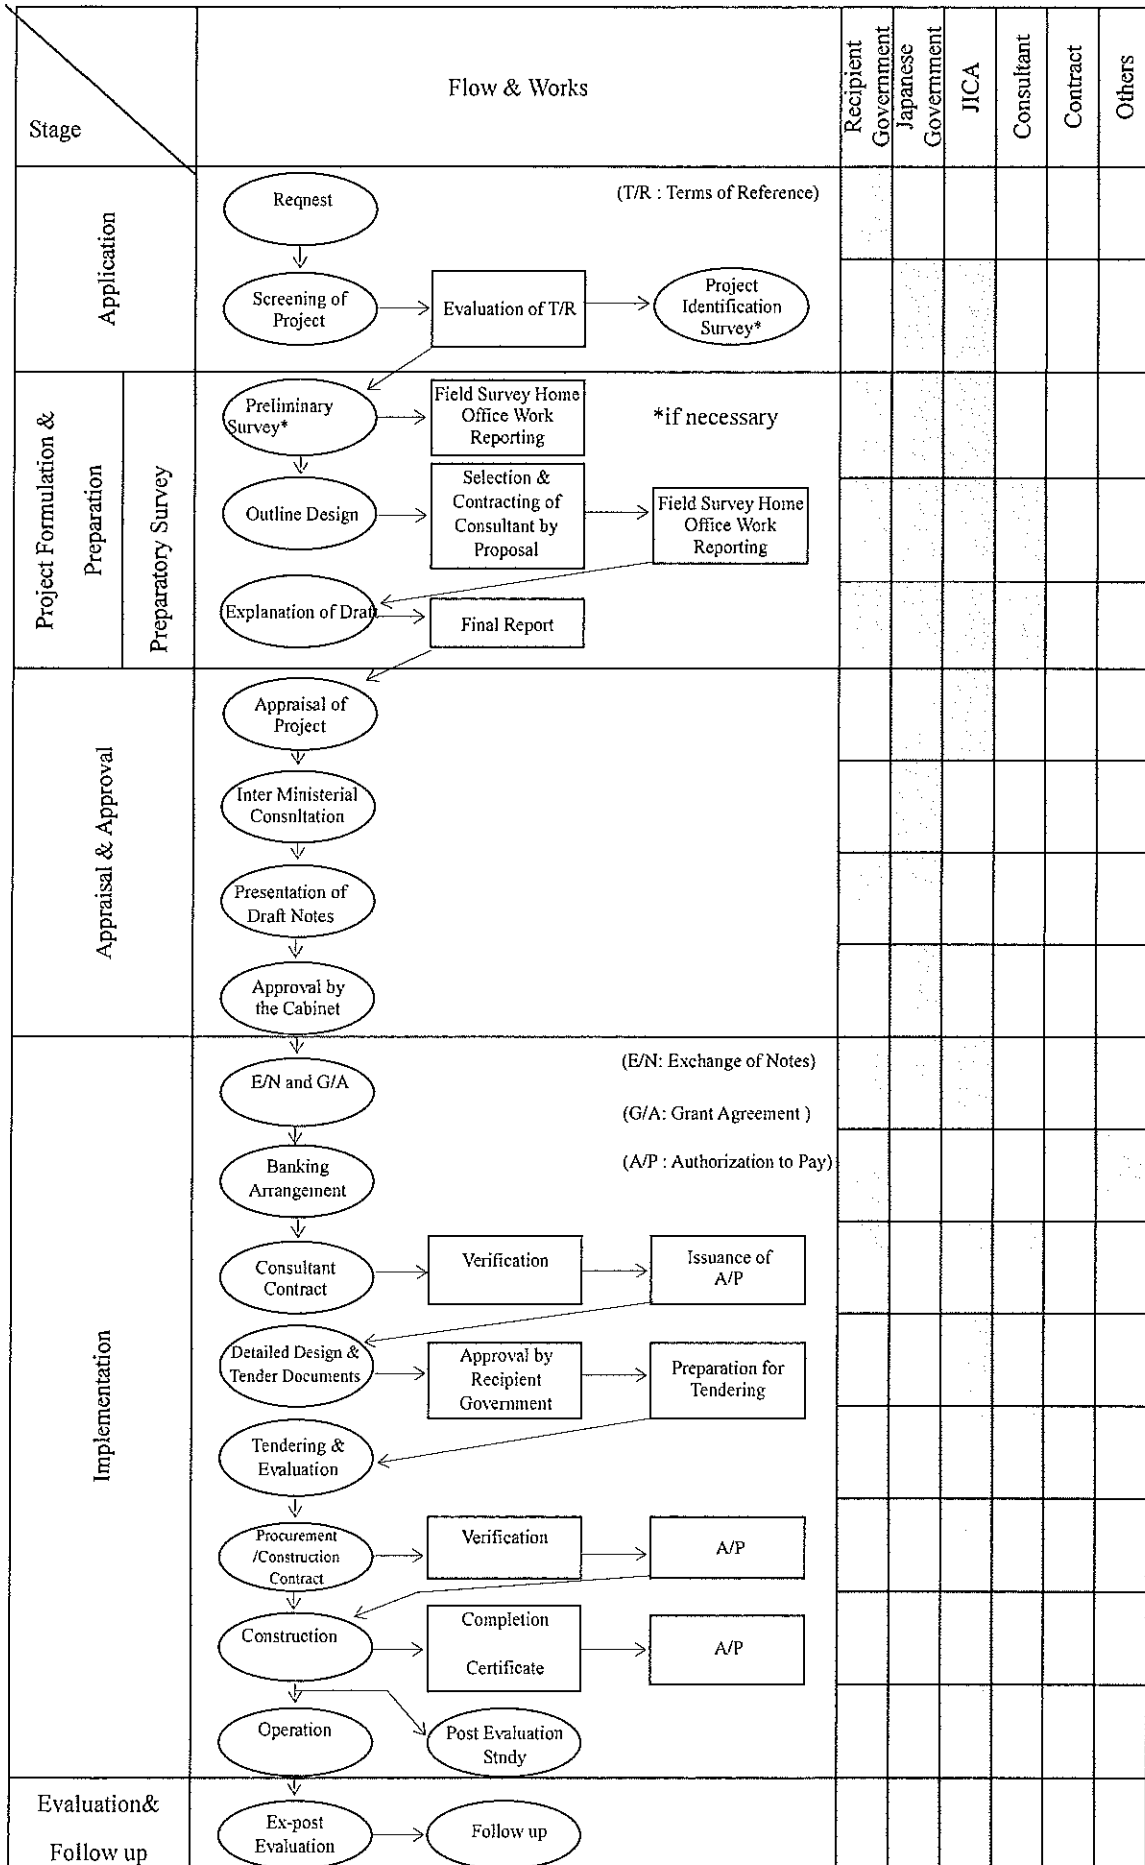 Stage
Flow & Works
Recipient
Government
Japanese
Government
JICA
Consultant
Contract
Others
Application
Reqnest
(T/R : Terms of Reference)
Screening of
Project
Evaluation of T/R
Project
Identification
Survey*
Project Formulation &
Preparation
Preparatory Survey
Preliminary
Survey*
Field Survey Home
Office Work
Reporting
*if necessary
Outline Design
Selection &
Contracting of
Consultant by
Proposal
Field Survey Home
Office Work
Reporting
Explanation of Draft
Final Report
Appraisal & Approval
Appraisal of
Project
Inter Ministerial
Consnltation
Presentation of
Draft Notes
Approval by
the Cabinet
Implementation
E/N and G/A
(E/N: Exchange of Notes)
(G/A: Grant Agreement )
(A/P : Authorization to Pay)
Banking
Arrangement
Consultant
Contract
Verification
Issuance of
A/P
Detailed Design &
Tender Documents
Approval by
Recipient
Government
Preparation for
Tendering
Tendering &
Evaluation
Procurement
/Construction
Contract
Verification
A/P
Construction
Completion
Certificate
A/P
Operation
Post Evaluation
Stndy
Evaluation&
Follow up
Ex-post
Evaluation
Follow up